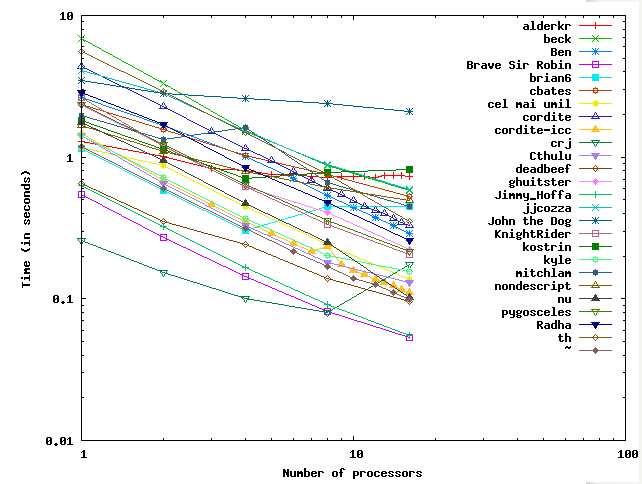 10
1
0.1
0.01
1
10
100
Time (in seconds)
Number of processors
alderkr
beck
Ben
Brave Sir Robin
brian6
cbates
cel mai umil
cordite
cordite-icc
crj
Cthulu
deadbeef
ghuitster
Jimmy_Hoffa
jjcozza
John the Dog
KnightRider
kostrin
kyle
mitchlam
nondescript
nu
pygosceles
Radha
th
~